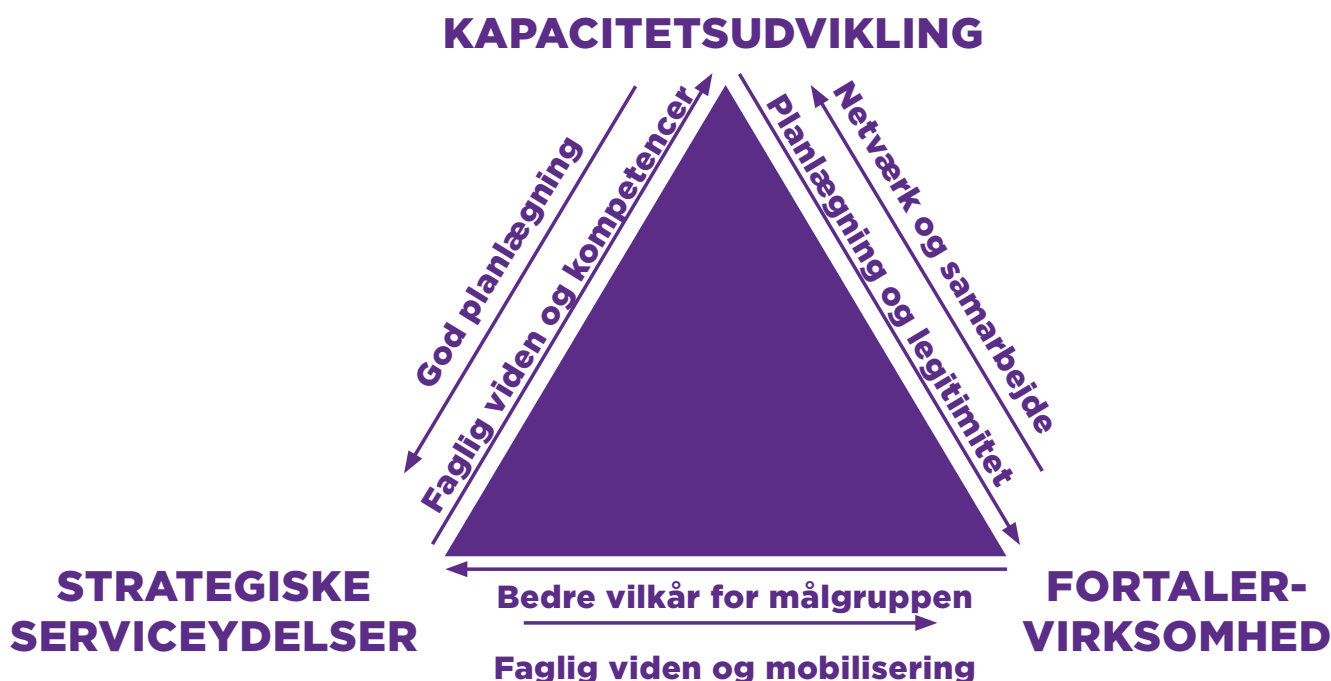 KAPACITETSUDVIKLING
God planlægning
Faglig viden og kompetencer
Planlægning og legitimitet
Netværk og samarbejde
STRATEGISKE
SERVICEYDELSER
Bedre vilkår for målgruppen
Faglig viden og mobilisering
FORTALER-
VIRKSOMHED